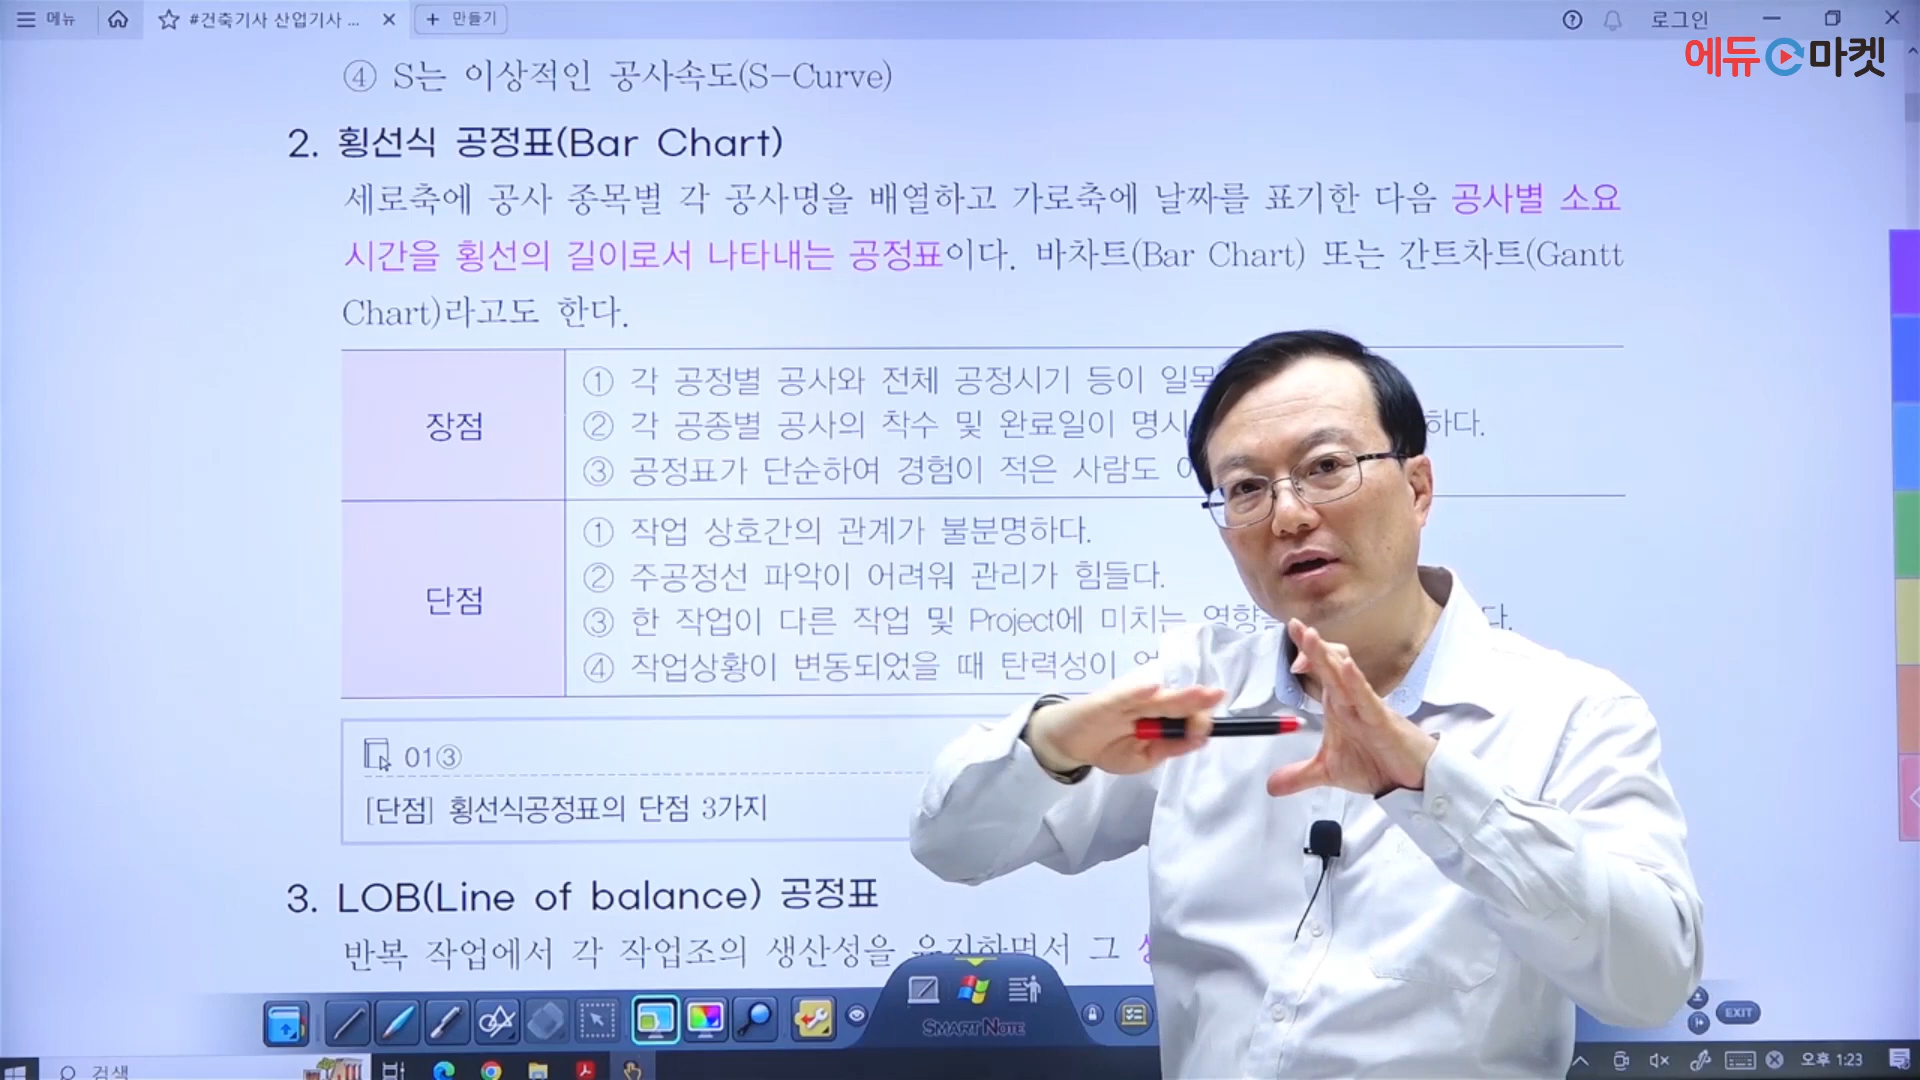 메뉴
#건축기사 산업기사 ...
만들기
로그인
에듀 마켓
④ S는 이상적인 공사속도(S-Curve)
2. 횡선식 공정표(Bar Chart)
세로축에 공사 종목별 각 공사명을 배열하고 가로축에 날짜를 표기한 다음 공사별 소요
시간을 횡선의 길이로서 나타내는 공정표이다. 바차트(Bar Chart) 또는 간트차트(Gantt
Chart)라고도 한다.
장점
① 각 공정별 공사와 전체 공정시기 등이 일목
② 각 공종별 공사의 착수 및 완료일이 명시 하다.
③ 공정표가 단순하여 경험이 적은 사람도
단점
① 작업 상호간의 관계가 불분명하다.
② 주공정선 파악이 어려워 관리가 힘들다.
③ 한 작업이 다른 작업 및 Project에 미치는 영향을 다.
④ 작업상황이 변동되었을 때 탄력성이
01③
[단점] 횡선식공정표의 단점 3가지
3. LOB(Line of balance) 공정표
반복 작업에서 각 작업조의 생산성을 유지하면서 그
SMART NOTE
EXIT
검색
오후 1:23